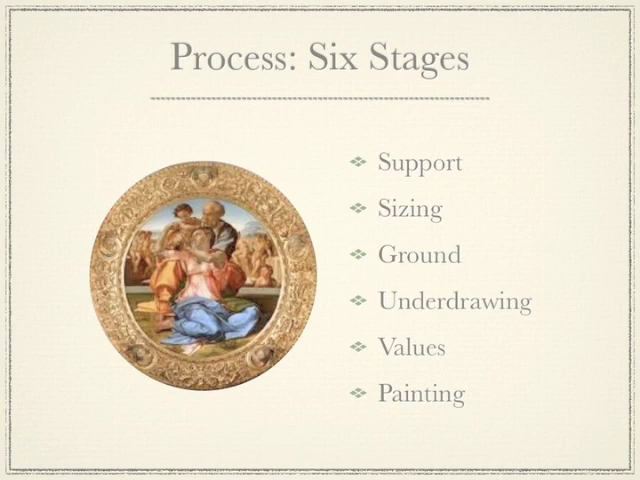 Process: Six Stages
Support
Sizing
Ground
Underdrawing
Values
Painting